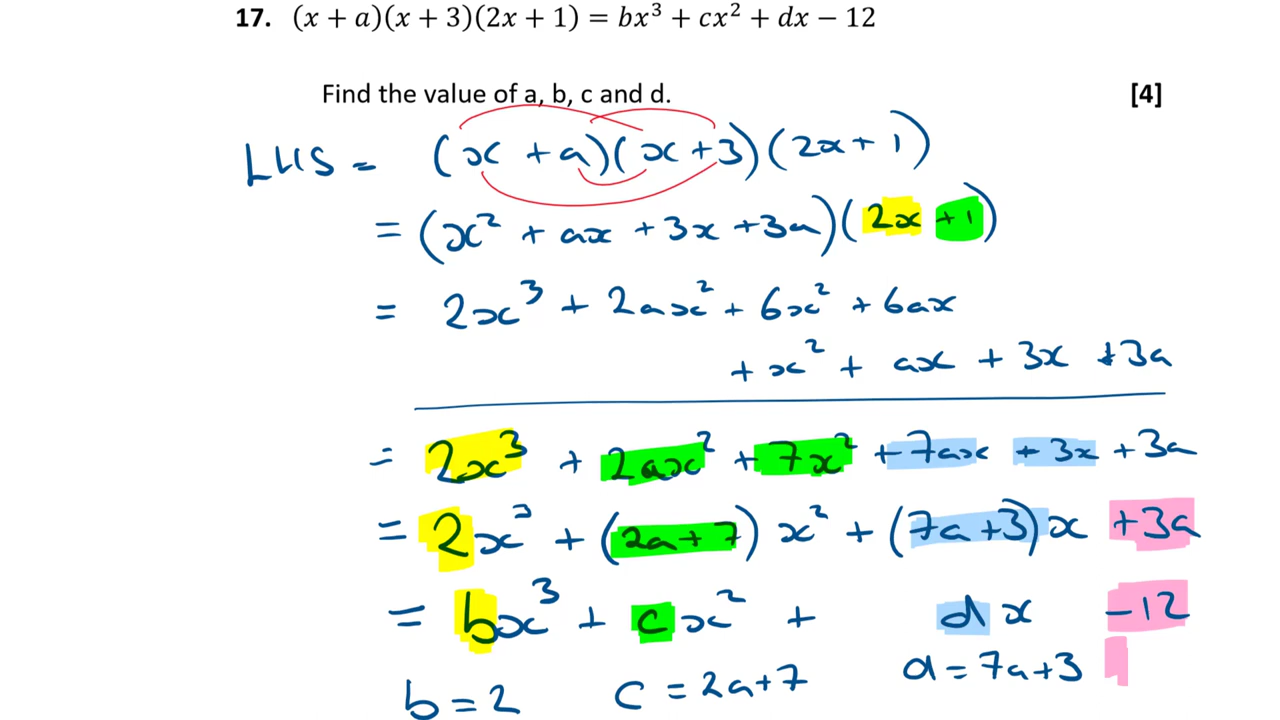 17. (x + a)(x + 3)(2x + 1) = bx³ + cx² + dx − 12
Find the value of a, b, c and d. [4]
LHS = (x + a)(x + 3)(2x + 1)
= (x² + ax + 3x + 3a)(2x + 1)
= 2x³ + 2ax² + 6x² + 6ax
+ x² + ax + 3x + 3a
= 2x³ + 2ax² + 7x² + 7ax + 3x + 3a
= 2x³ + (2a + 7)x² + (7a + 3)x + 3a
= bx³ + cx² + dx − 12
b = 2 c = 2a + 7 d = 7a + 3